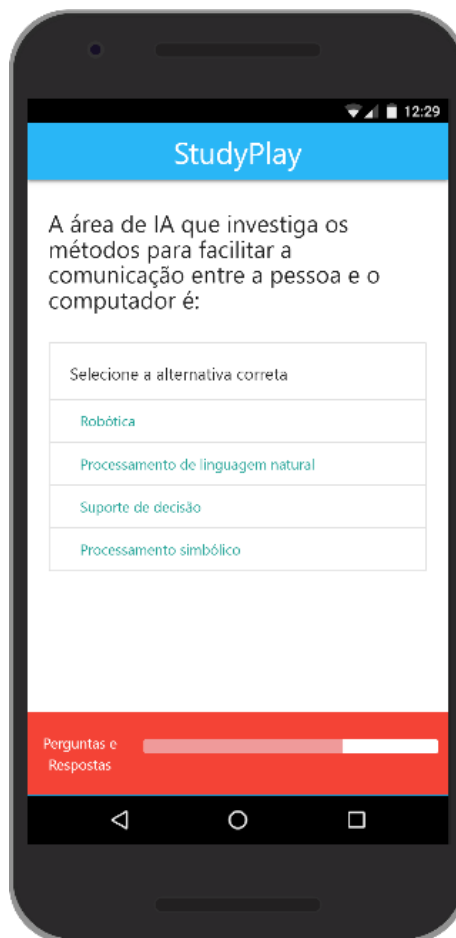 12:29
StudyPlay
A área de IA que investiga os
métodos para facilitar a
comunicação entre a pessoa e o
computador é:
Selecione a alternativa correta
Robótica
Processamento de linguagem natural
Suporte de decisão
Processamento simbólico
Perguntas e
Respostas